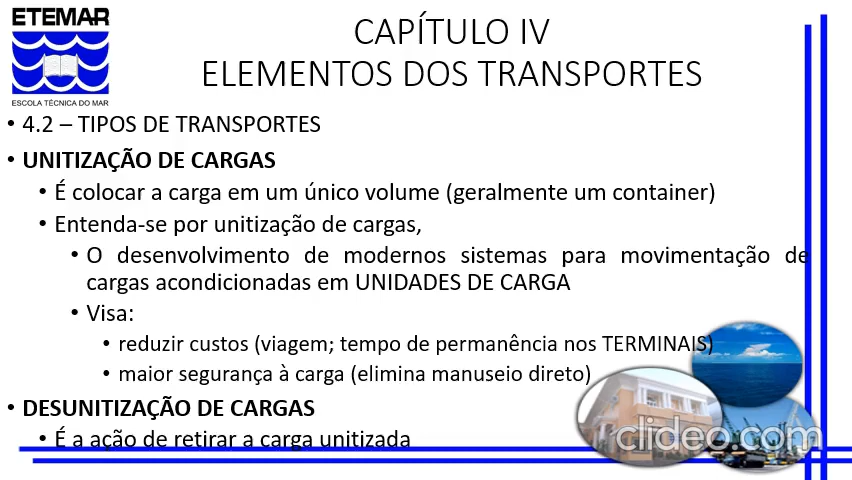 ETEMAR
ESCOLA TÉCNICA DO MAR
CAPÍTULO IV
ELEMENTOS DOS TRANSPORTES
• 4.2 – TIPOS DE TRANSPORTES
• UNITIZAÇÃO DE CARGAS
• É colocar a carga em um único volume (geralmente um container)
• Entenda-se por unitização de cargas,
• O desenvolvimento de modernos sistemas para movimentação de
cargas acondicionadas em UNIDADES DE CARGA
• Visa:
• reduzir custos (viagem; tempo de permanência nos TERMINAIS)
• maior segurança à carga (elimina manuseio direto)
• DESUNITIZAÇÃO DE CARGAS
• É a ação de retirar a carga unitizada
clideo.com